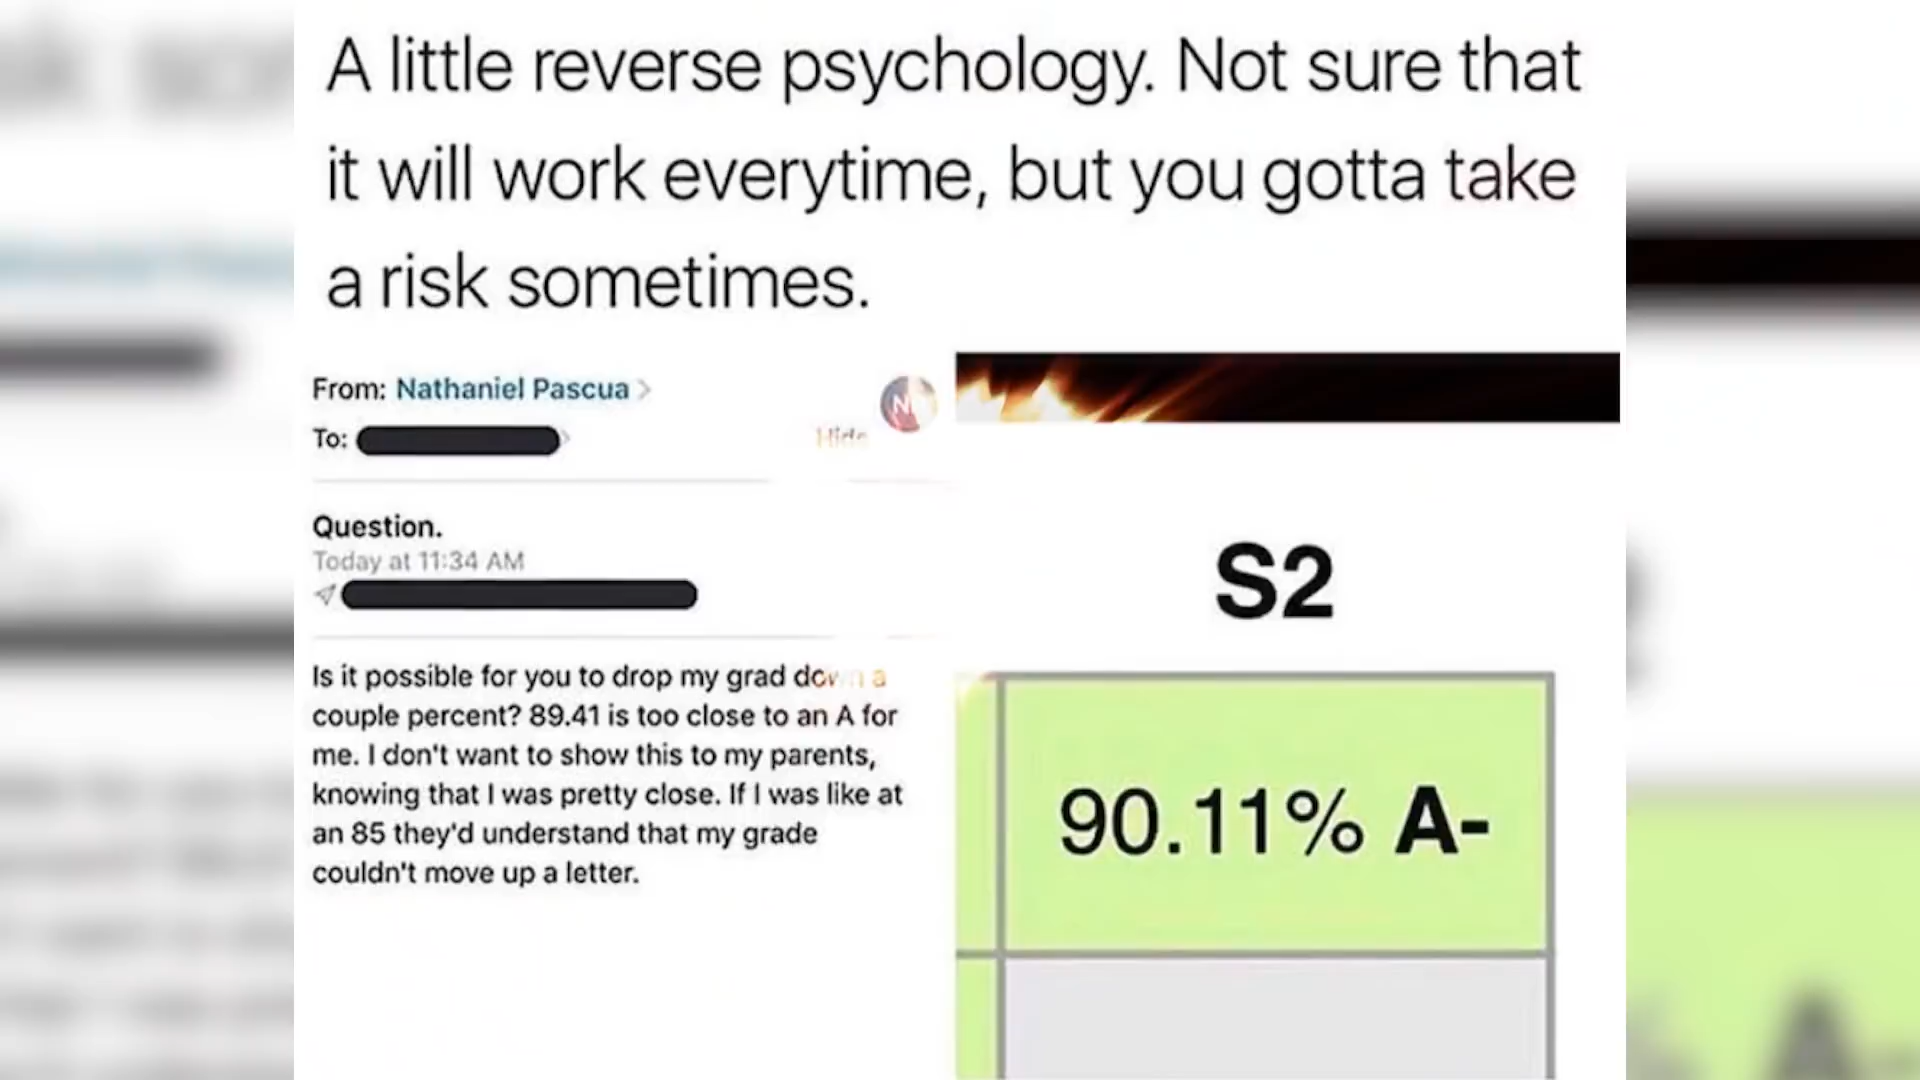 A little reverse psychology. Not sure that
it will work everytime, but you gotta take
a risk sometimes.
From: Nathaniel Pascua
N
To:
Hide
Question.
Today at 11:34 AM
Is it possible for you to drop my grad down a
couple percent? 89.41 is too close to an A for
me. I don't want to show this to my parents,
knowing that I was pretty close. If I was like at
an 85 they'd understand that my grade
couldn't move up a letter.
S2
90.11% A-